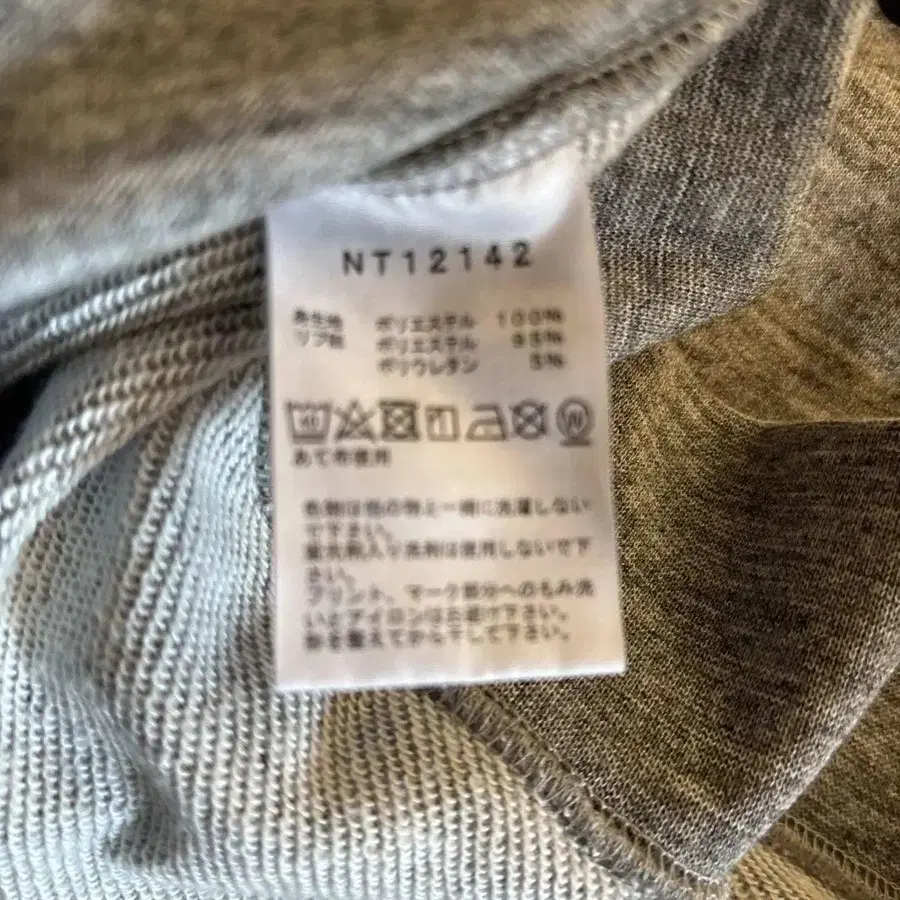 NT12142
表生地 ポリエステル 100%
リブ部 ポリエステル 95%
ポリウレタン 5%
あて布使用
色物は他の物と一緒に洗濯しない
で下さい。
蛍光剤入り洗剤は使用しないで下
さい。
プリント、マーク部分へのもみ洗
いとアイロンはお避け下さい。
形を整えてから干して下さい。